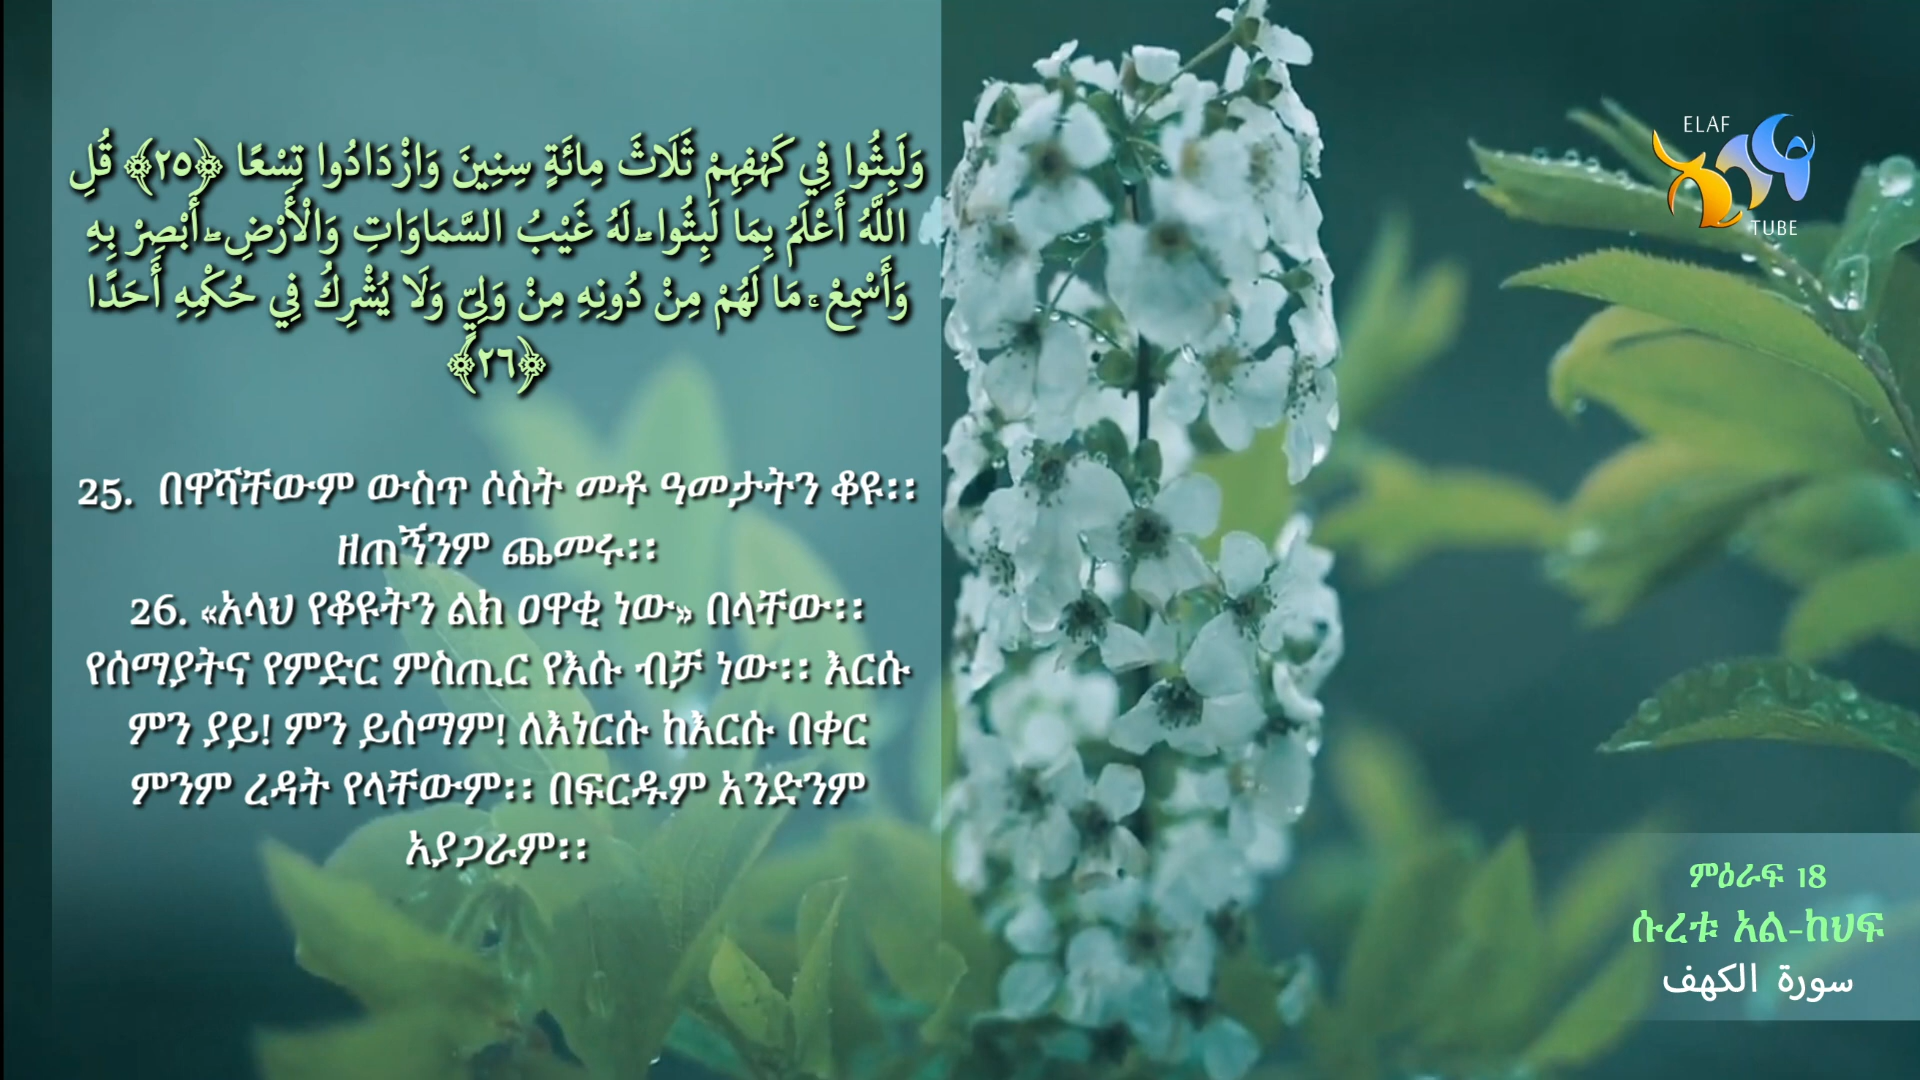 وَلَبِثُوا فِي كَهْفِهِمْ ثَلَاثَ مِائَةٍ سِنِينَ وَازْدَادُوا تِسْعًا ﴿٢٥﴾ قُلِ
اللَّهُ أَعْلَمُ بِمَا لَبِثُوا ۖ لَهُ غَيْبُ السَّمَاوَاتِ وَالْأَرْضِ ۖ أَبْصِرْ بِهِ
وَأَسْمِعْ ۚ مَا لَهُمْ مِنْ دُونِهِ مِنْ وَلِيٍّ وَلَا يُشْرِكُ فِي حُكْمِهِ أَحَدًا
﴿٢٦﴾
25. በዋሻቸውም ውስጥ ሶስት መቶ ዓመታትን ቆዩ፡፡
ዘጠኝንም ጨመሩ፡፡
26. «አላህ የቆዩትን ልክ ዐዋቂ ነው» በላቸው፡፡
የሰማያትና የምድር ምስጢር የእሱ ብቻ ነው፡፡ እርሱ
ምን ያይ! ምን ይሰማም! ለእነርሱ ከእርሱ በቀር
ምንም ረዳት የላቸውም፡፡ በፍርዱም አንድንም
አያጋራም፡፡
ELAF
TUBE
ምዕራፍ 18
ሱረቱ አል-ከህፍ
سورة الكهف